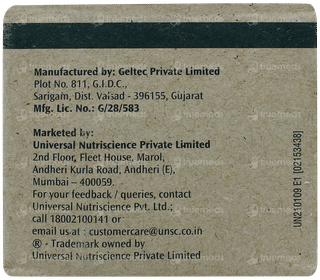 Manufactured by: Geltec Private Limited
Plot No. 811, G.I.D.C.,
Sarigam, Dist. Valsad - 396155, Gujarat
Mfg. Lic. No.: G/28/583
Marketed by:
Universal Nutriscience Private Limited
2nd Floor, Fleet House, Marol,
Andheri Kurla Road, Andheri (E),
Mumbai – 400059.
For your feedback / queries, contact
Universal Nutriscience Pvt. Ltd.;
call 18002100141 or
email us at : customercare@unsc.co.in
® - Trademark owned by
Universal Nutriscience Private Limited
UN210109 E1 [02153438]
truemeds